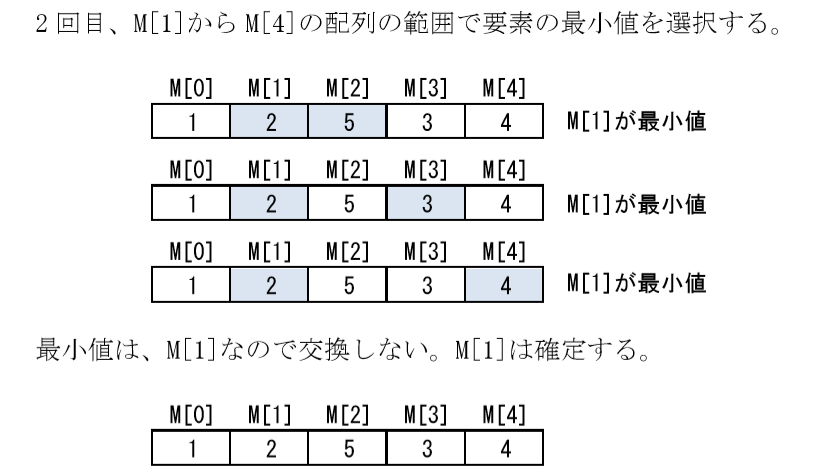 2回目、M[1]からM[4]の配列の範囲で要素の最小値を選択する。
M[0] M[1] M[2] M[3] M[4]
1 2 5 3 4 M[1]が最小値
M[0] M[1] M[2] M[3] M[4]
1 2 5 3 4 M[1]が最小値
M[0] M[1] M[2] M[3] M[4]
1 2 5 3 4 M[1]が最小値
最小値は、M[1]なので交換しない。M[1]は確定する。
M[0] M[1] M[2] M[3] M[4]
1 2 5 3 4